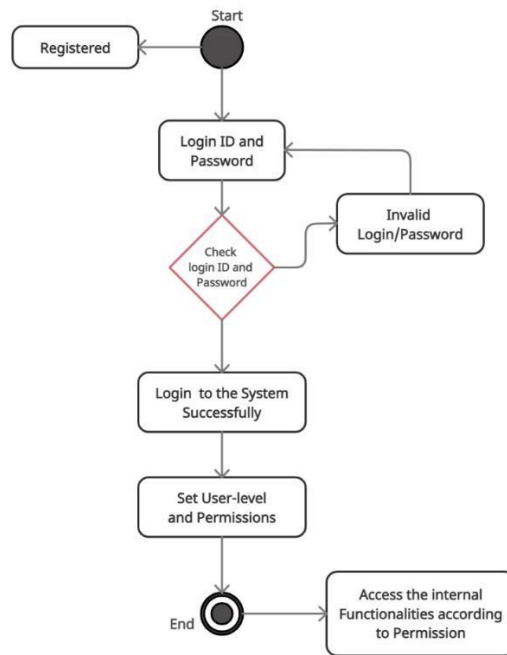 Start
Registered
Login ID and
Password
Invalid
Login/Password
Check
login ID and
Password
Login to the System
Successfully
Set User-level
and Permissions
End
Access the internal
Functionalities according
to Permission